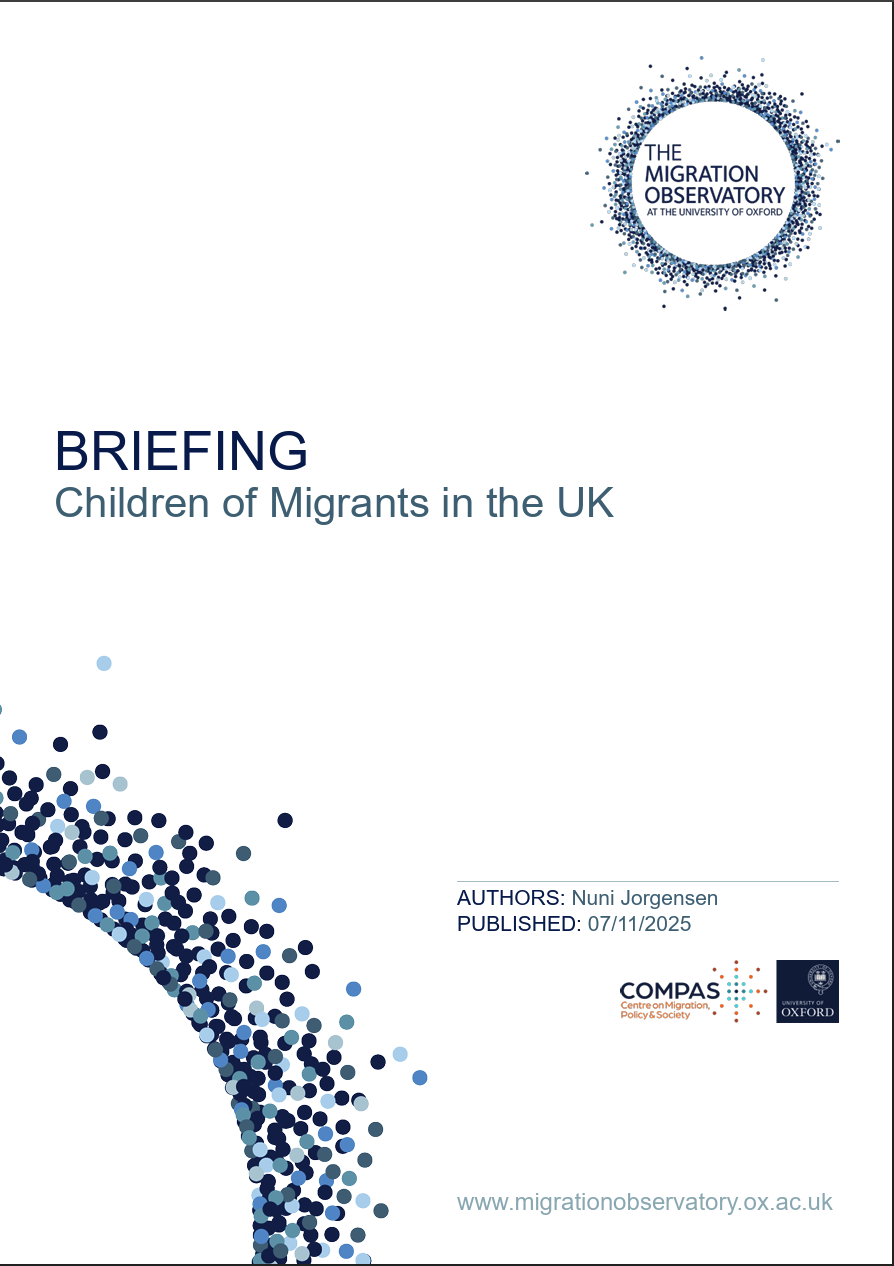 THE
MIGRATION
OBSERVATORY
AT THE UNIVERSITY OF OXFORD
BRIEFING
Children of Migrants in the UK
AUTHORS: Nuni Jorgensen
PUBLISHED: 07/11/2025
COMPAS
Centre on Migration,
Policy & Society
UNIVERSITY OF
OXFORD
www.migrationobservatory.ox.ac.uk